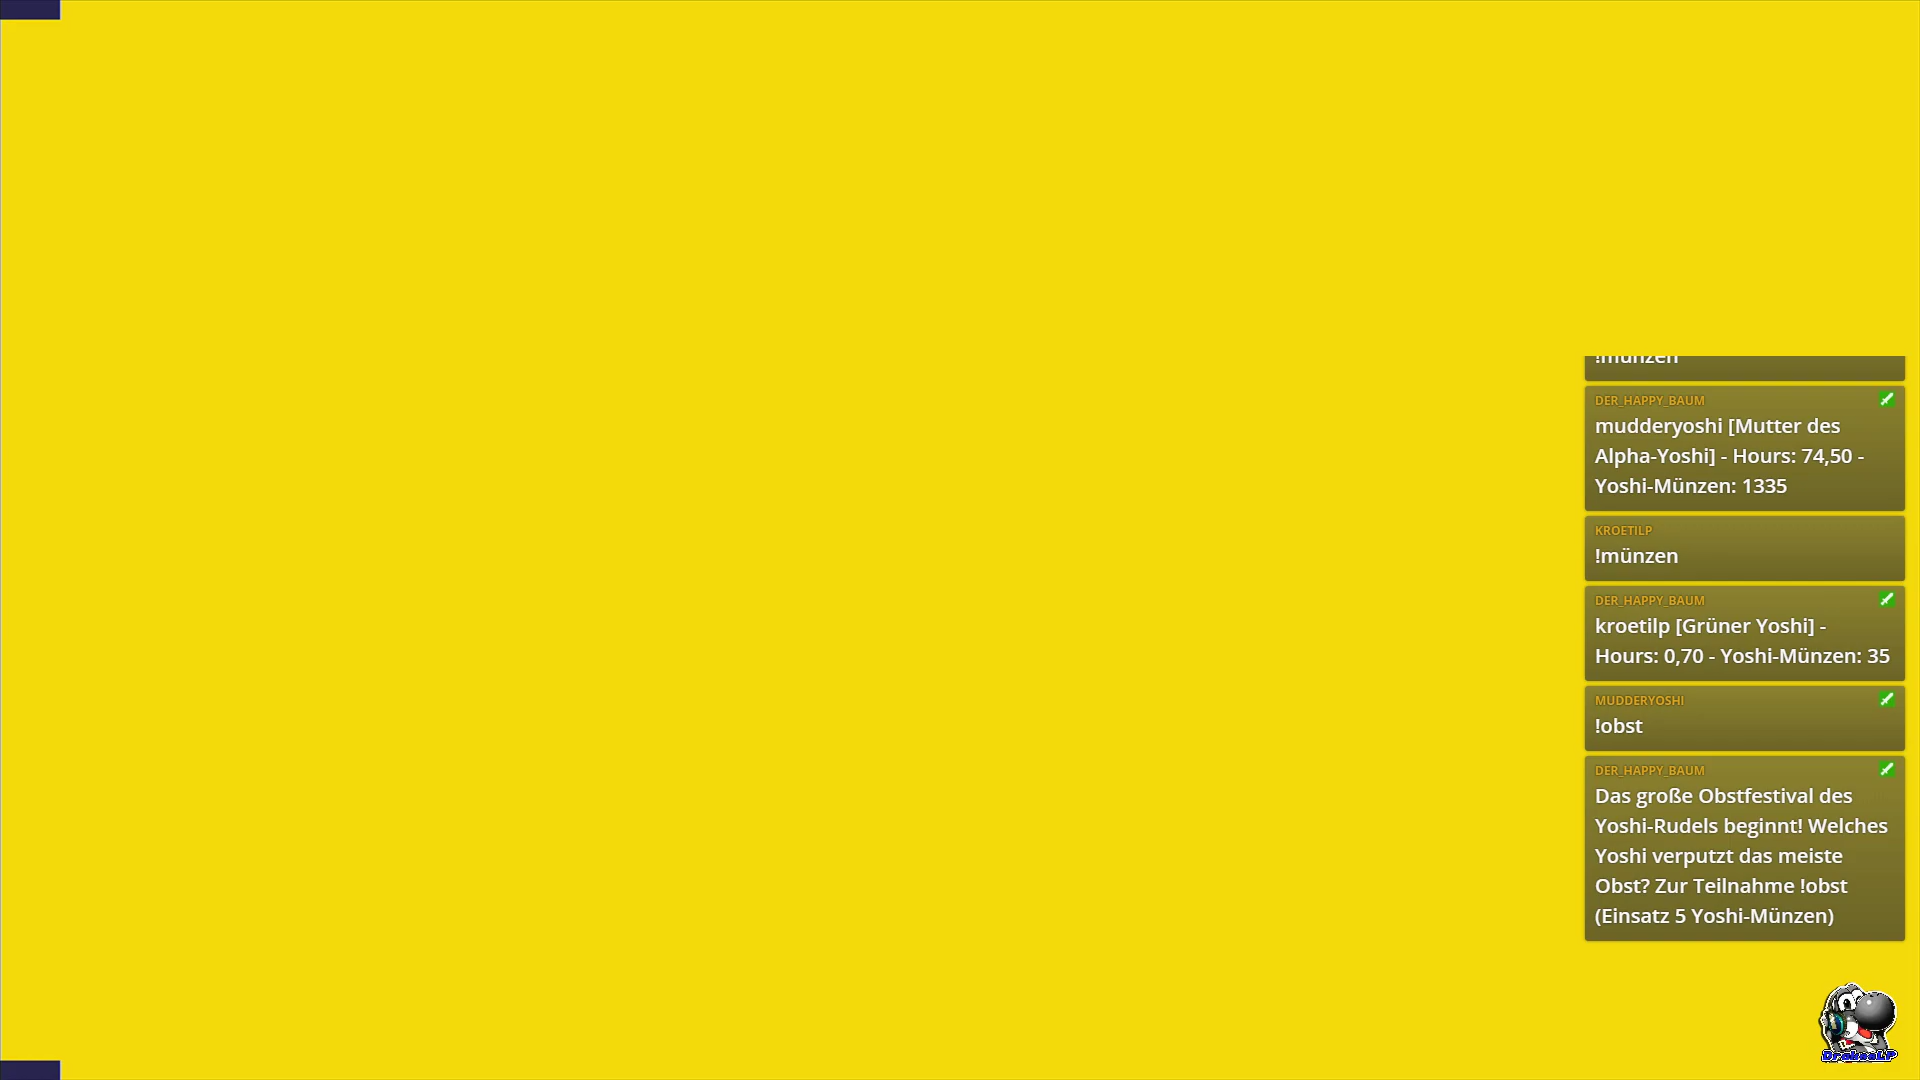 !münzen
DER_HAPPY_BAUM
mudderyoshi [Mutter des
Alpha-Yoshi] - Hours: 74,50 -
Yoshi-Münzen: 1335
KROETILP
!münzen
DER_HAPPY_BAUM
kroetilp [Grüner Yoshi] -
Hours: 0,70 - Yoshi-Münzen: 35
MUDDERYOSHI
!obst
DER_HAPPY_BAUM
Das große Obstfestival des
Yoshi-Rudels beginnt! Welches
Yoshi verputzt das meiste
Obst? Zur Teilnahme !obst
(Einsatz 5 Yoshi-Münzen)